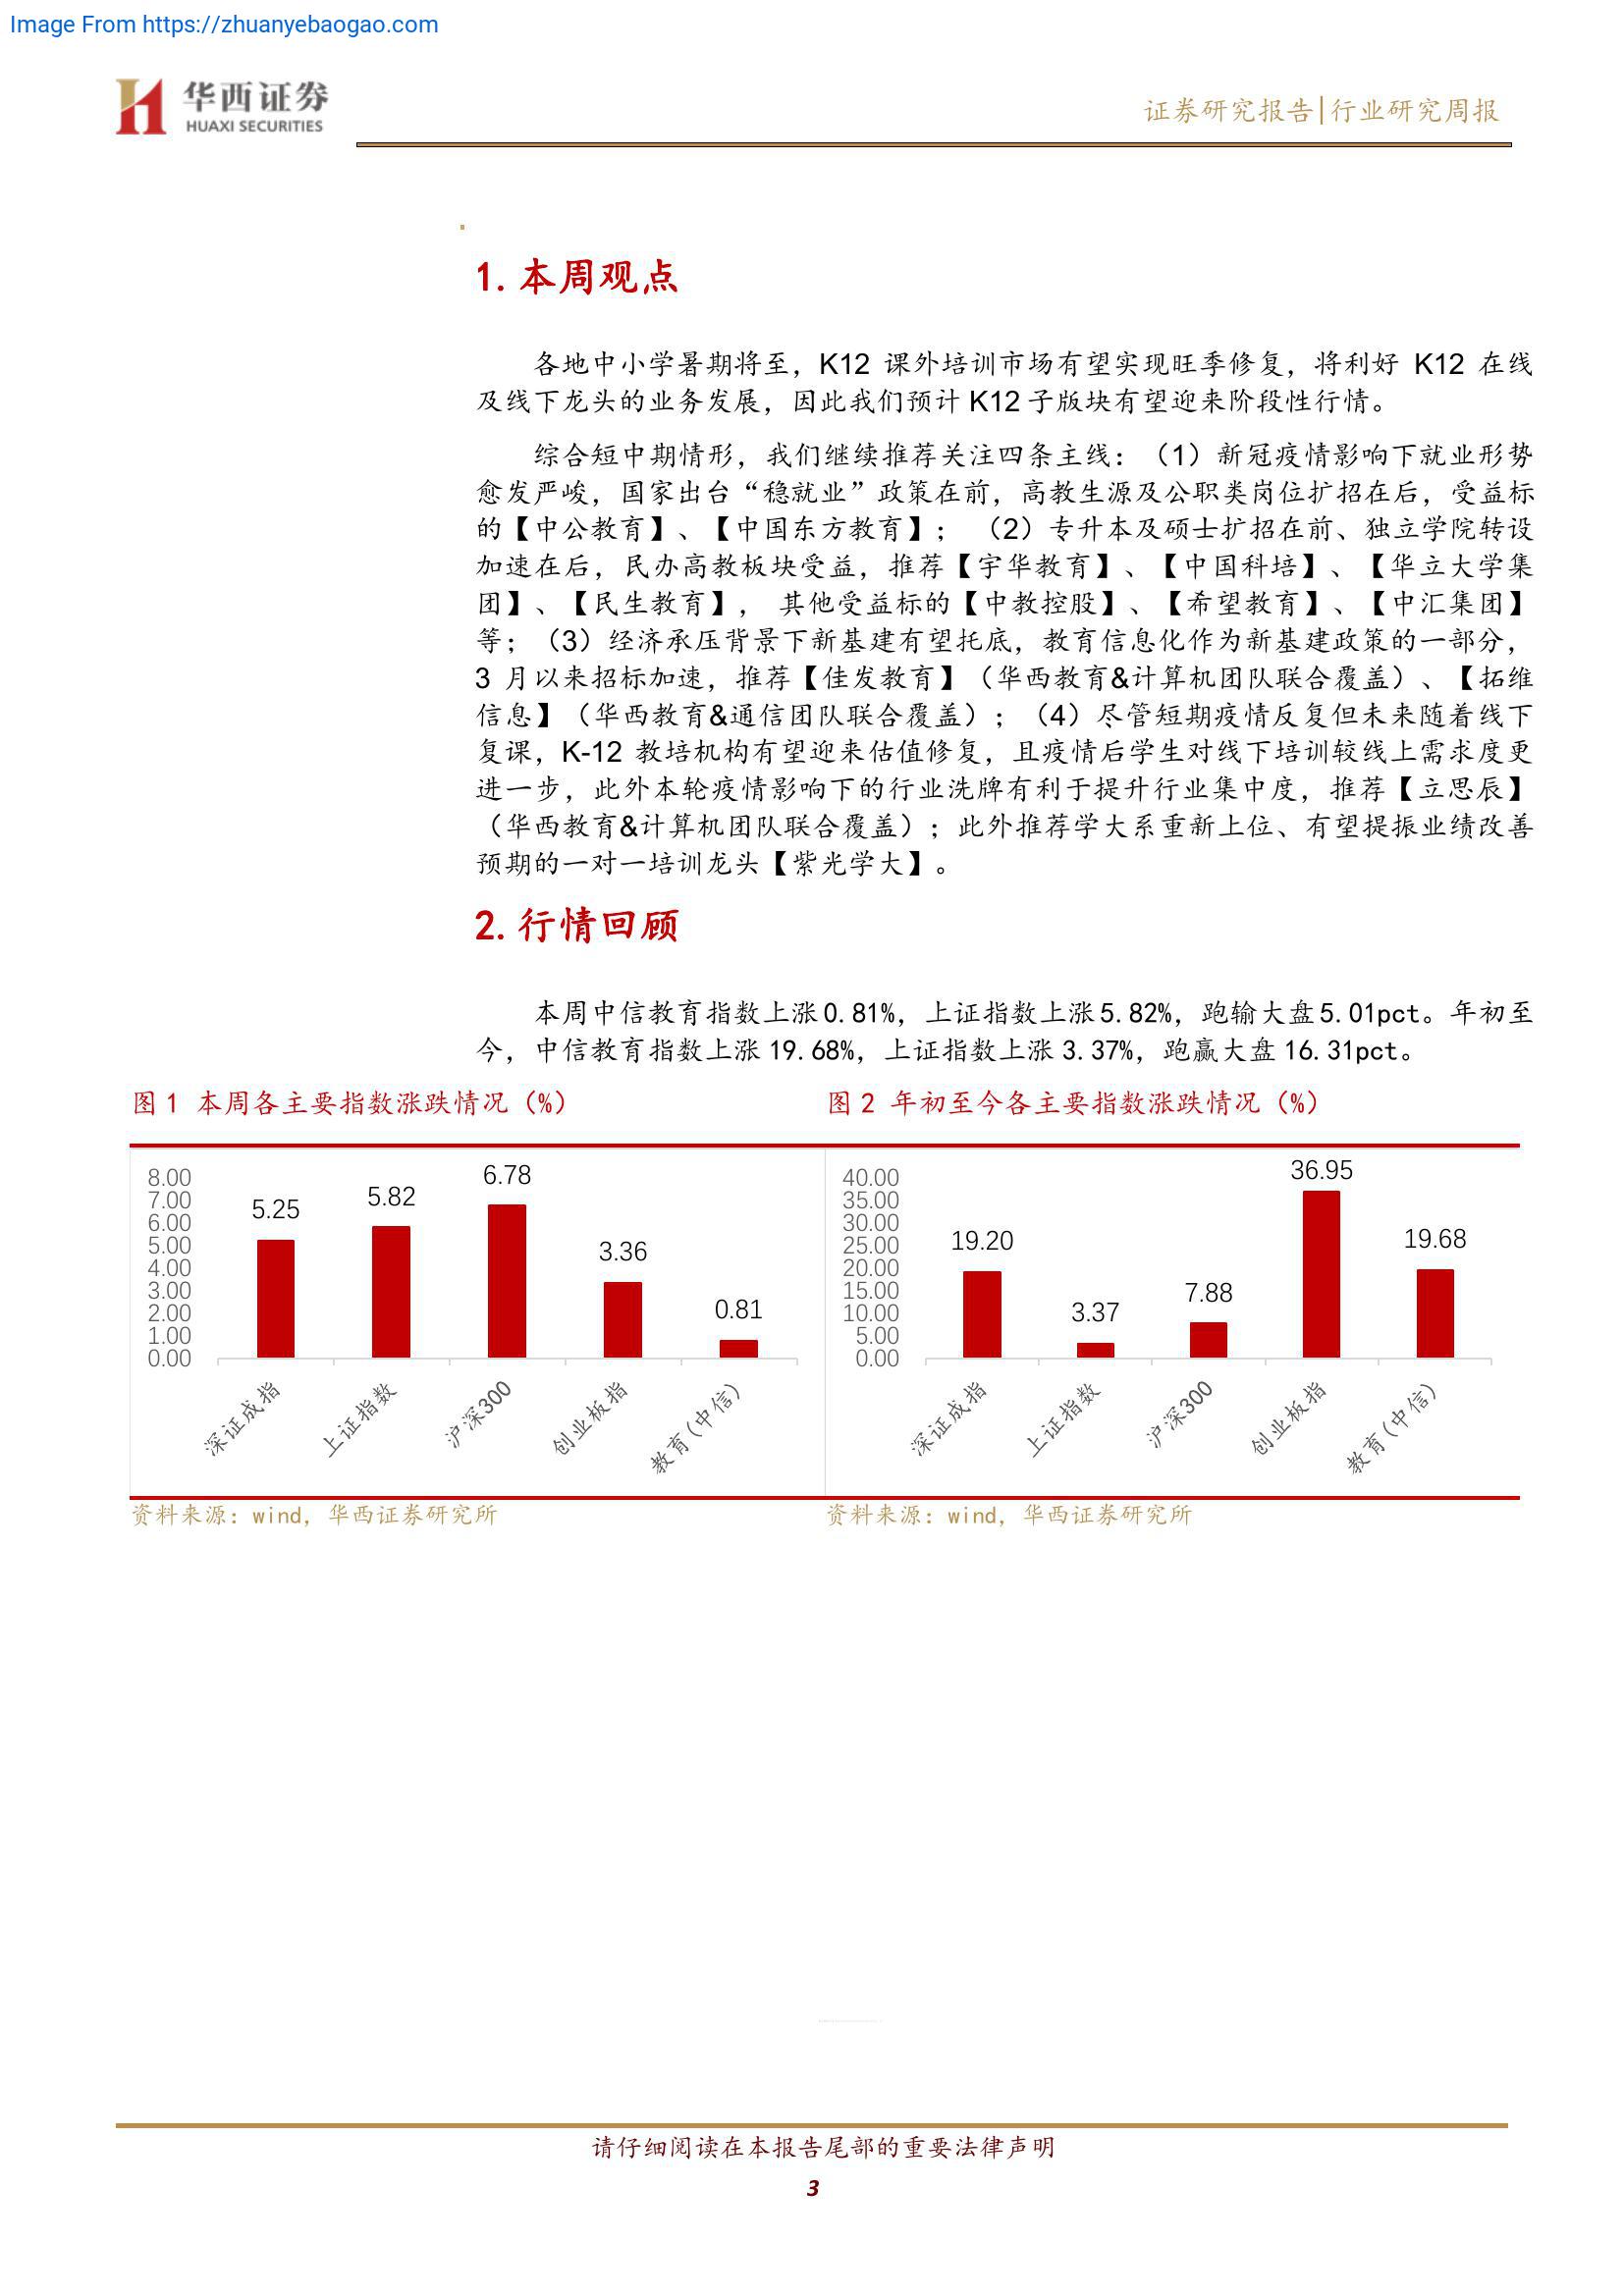 Image From https://zhuanyebaogao.com
华西证券
HUAXI SECURITIES
证券研究报告|行业研究周报
1. 本周观点
各地中小学暑期将至，K12 课外培训市场有望实现旺季修复，将利好 K12 在线
及线下龙头的业务发展，因此我们预计 K12 子版块有望迎来阶段性行情。
综合短中期情形，我们继续推荐关注四条主线：（1）新冠疫情影响下就业形势
愈发严峻，国家出台“稳就业”政策在前，高教生源及公职类岗位扩招在后，受益标
的【中公教育】、【中国东方教育】； （2）专升本及硕士扩招在前、独立学院转设
加速在后，民办高教板块受益，推荐【宇华教育】、【中国科培】、【华立大学集
团】、【民生教育】， 其他受益标的【中教控股】、【希望教育】、【中汇集团】
等；（3）经济承压背景下新基建有望托底，教育信息化作为新基建政策的一部分，
3 月以来招标加速，推荐【佳发教育】（华西教育&计算机团队联合覆盖）、【拓维
信息】（华西教育&通信团队联合覆盖）；（4）尽管短期疫情反复但未来随着线下
复课，K-12 教培机构有望迎来估值修复，且疫情后学生对线下培训较线上需求度更
进一步，此外本轮疫情影响下的行业洗牌有利于提升行业集中度，推荐【立思辰】
（华西教育&计算机团队联合覆盖）；此外推荐学大系重新上位、有望提振业绩改善
预期的一对一培训龙头【紫光学大】。
2. 行情回顾
本周中信教育指数上涨 0.81%，上证指数上涨 5.82%，跑输大盘 5.01pct。年初至
今，中信教育指数上涨 19.68%，上证指数上涨 3.37%，跑赢大盘 16.31pct。
图 1 本周各主要指数涨跌情况（%）
8.00
7.00
6.00
5.00
4.00
3.00
2.00
1.00
0.00
5.25
5.82
6.78
3.36
0.81
深证成指
上证指数
沪深300
创业板指
教育(中信)
资料来源：wind，华西证券研究所
图 2 年初至今各主要指数涨跌情况（%）
40.00
35.00
30.00
25.00
20.00
15.00
10.00
5.00
0.00
19.20
3.37
7.88
36.95
19.68
深证成指
上证指数
沪深300
创业板指
教育(中信)
资料来源：wind，华西证券研究所
请仔细阅读在本报告尾部的重要法律声明
3